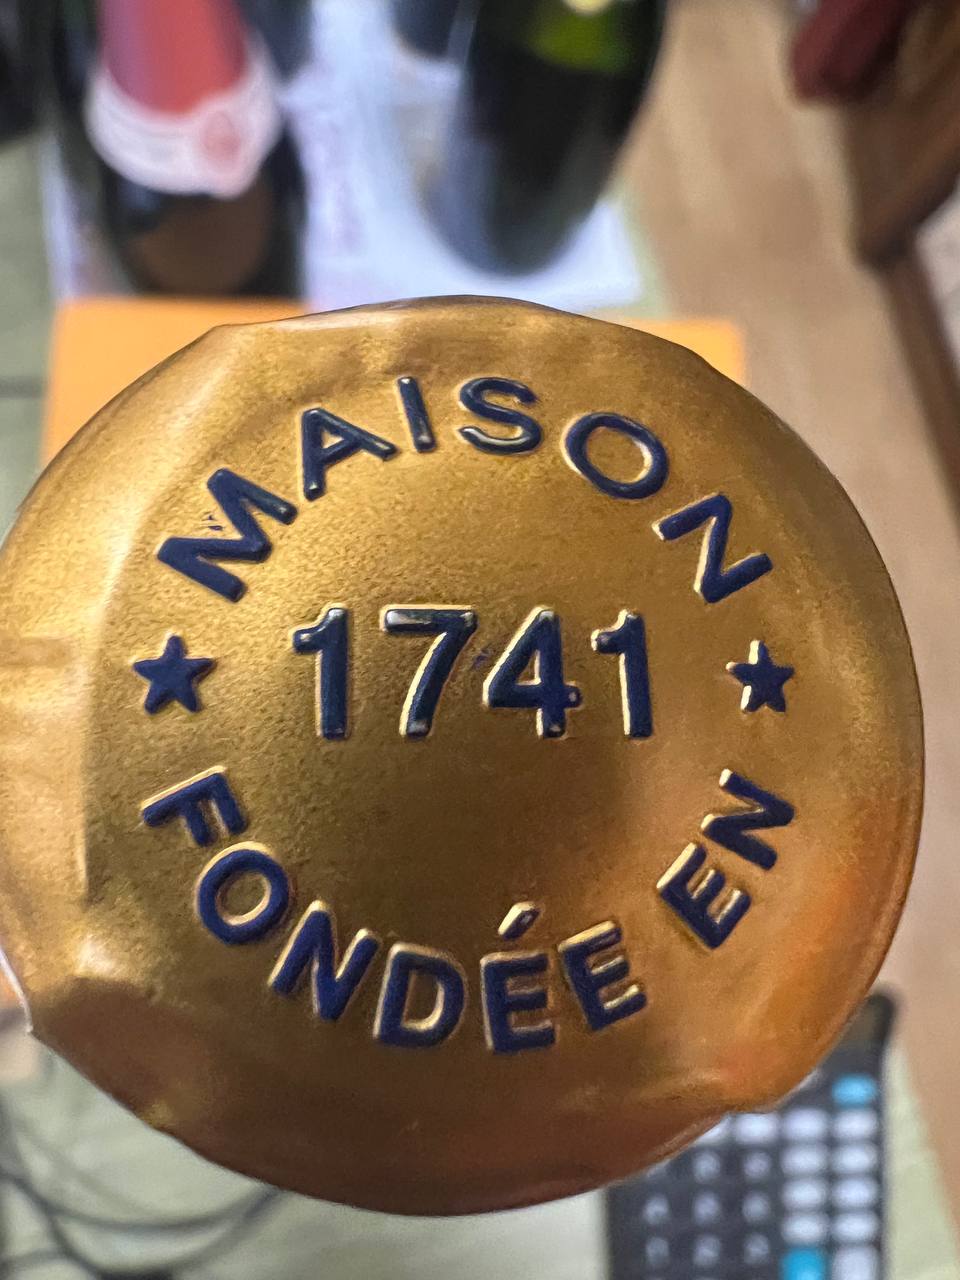 MAISON
★ 1741 ★
FONDÉE EN